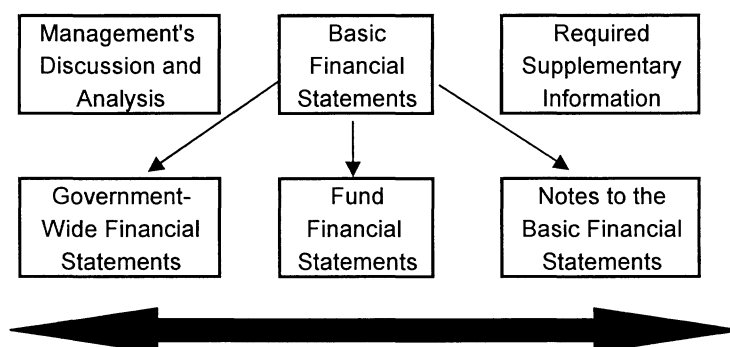 Management's
Discussion and
Analysis
Basic
Financial
Statements
Required
Supplementary
Information
Government-
Wide Financial
Statements
Fund
Financial
Statements
Notes to the
Basic Financial
Statements